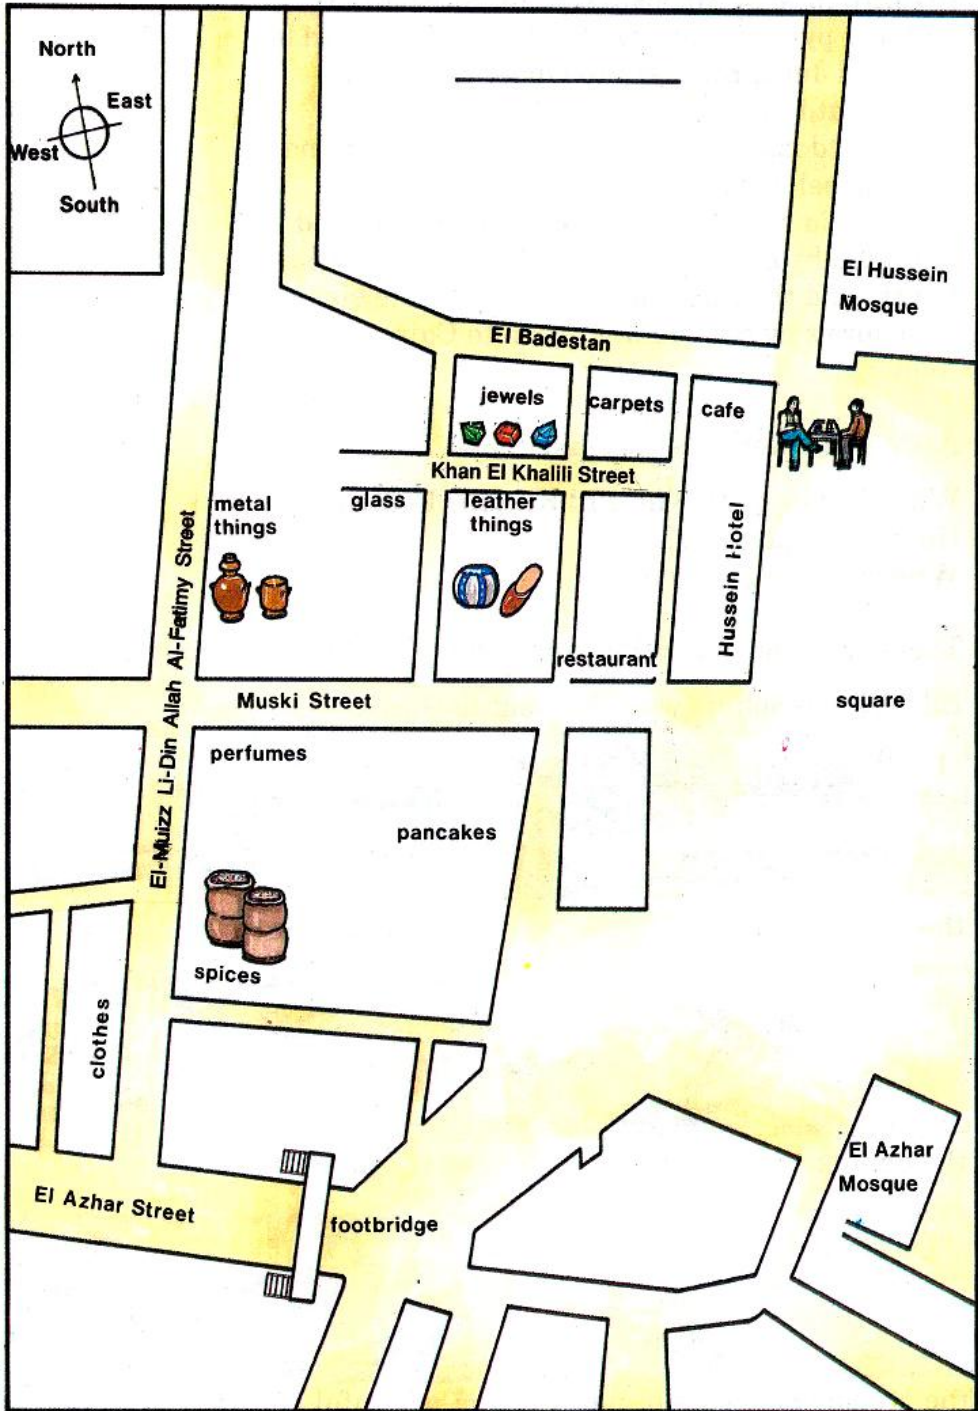 North
East
West
South
El Hussein
Mosque
El Badestan
jewels
carpets
cafe
Khan El Khalili Street
metal
things
glass
leather
things
Hussein Hotel
El-Muizz Li-Din Allah Al-Fatimy Street
restaurant
Muski Street
square
perfumes
pancakes
spices
clothes
El Azhar
Mosque
El Azhar Street
footbridge